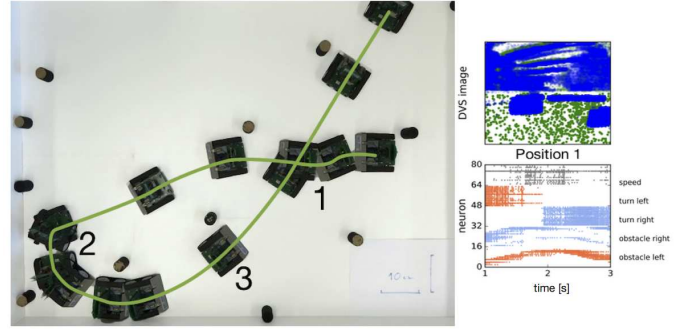 1
2
3
10 cm
DVS image
Position 1
neuron
80
64
48
32
16
0
speed
turn left
turn right
obstacle right
obstacle left
1
2
3
time [s]